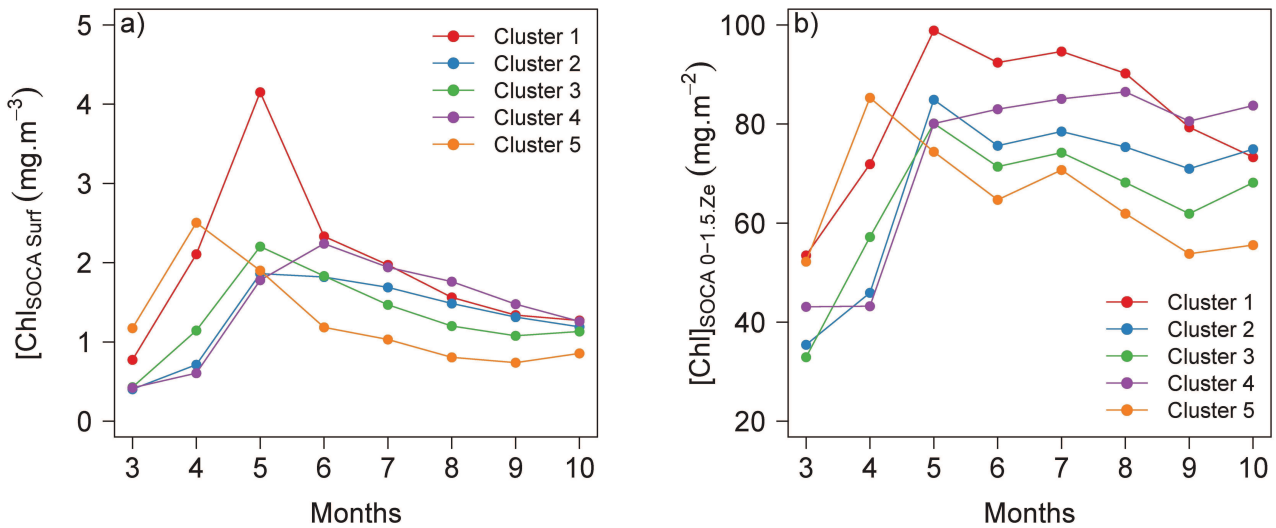 a)
[Chl]SOCA Surf (mg.m−3)
5
4
3
2
1
0
Cluster 1
Cluster 2
Cluster 3
Cluster 4
Cluster 5
3 4 5 6 7 8 9 10
Months
b)
[Chl]SOCA 0−1.5.Ze (mg.m−2)
100
80
60
40
20
Cluster 1
Cluster 2
Cluster 3
Cluster 4
Cluster 5
3 4 5 6 7 8 9 10
Months